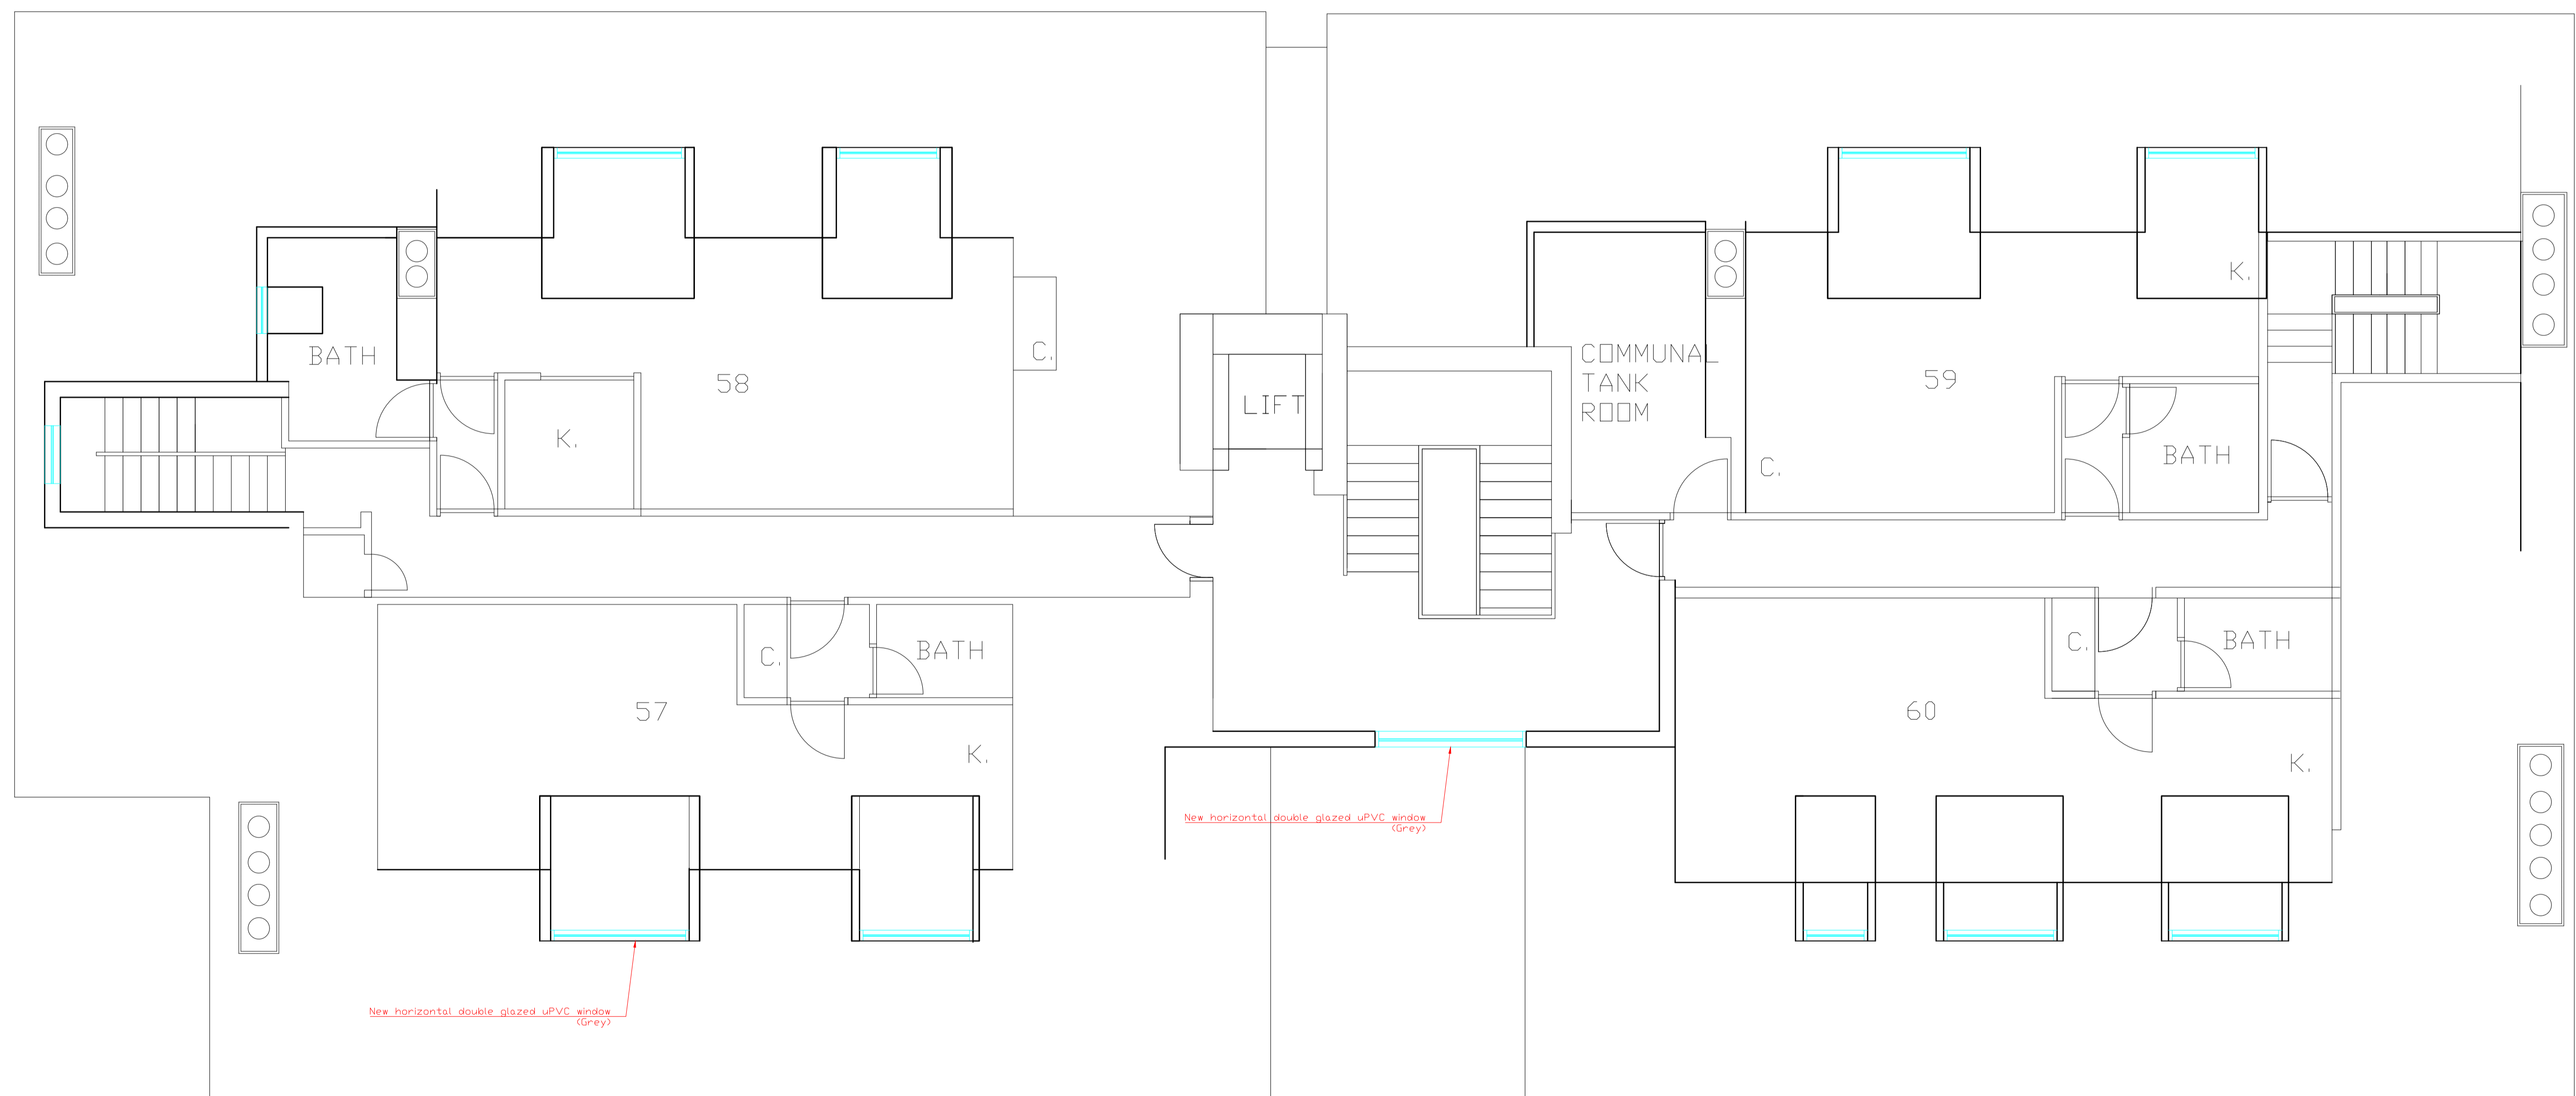 BATH
58
C.
K.
LIFT
COMMUNAL
TANK
ROOM
C.
59
K.
BATH
57
C.
BATH
K.
New horizontal double glazed uPVC window
(Grey)
New horizontal double glazed uPVC window
(Grey)
60
C.
BATH
K.